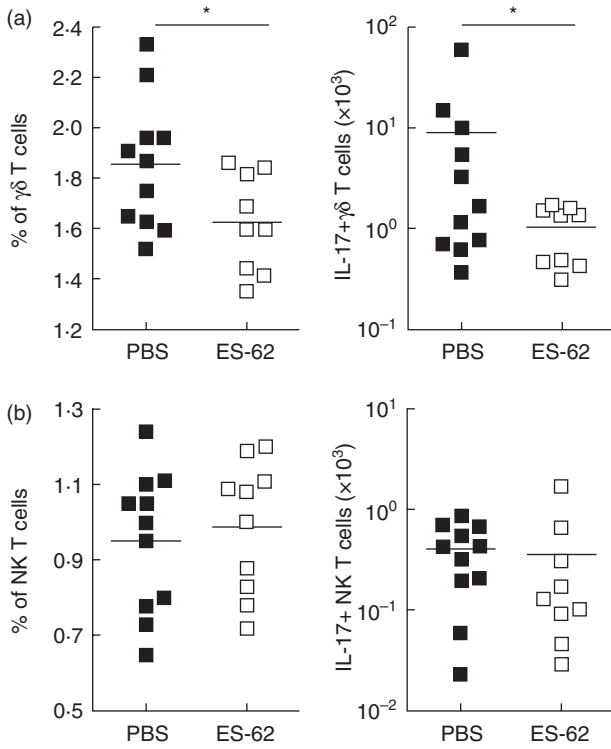 (a)
*
% of γδ T cells
2·4
2·2
2·0
1·8
1·6
1·4
1·2
PBS
ES-62
*
IL-17+γδ T cells (×10³)
10²
10¹
10⁰
10⁻¹
PBS
ES-62
(b)
% of NK T cells
1·3
1·1
0·9
0·7
0·5
PBS
ES-62
IL-17+ NK T cells (×10³)
10¹
10⁰
10⁻¹
10⁻²
PBS
ES-62